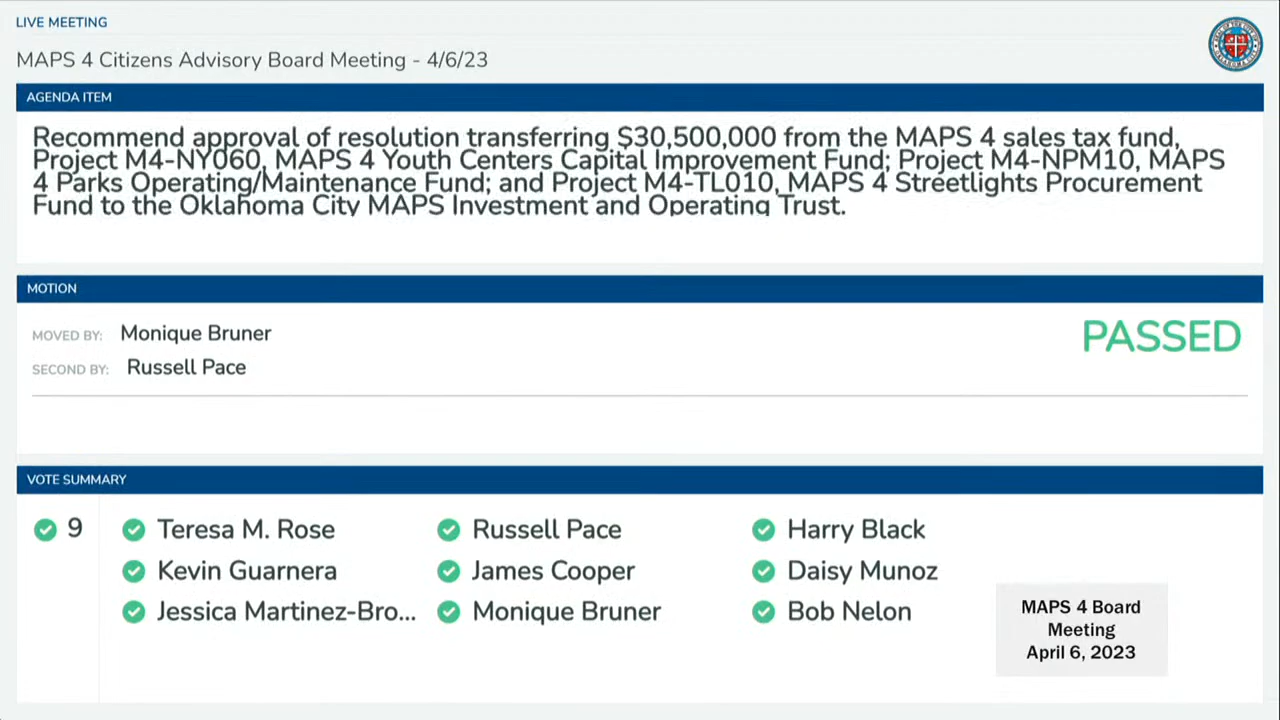 LIVE MEETING
MAPS 4 Citizens Advisory Board Meeting - 4/6/23
AGENDA ITEM
Recommend approval of resolution transferring $30,500,000 from the MAPS 4 sales tax fund,
Project M4-NY060, MAPS 4 Youth Centers Capital Improvement Fund; Project M4-NPM10, MAPS
4 Parks Operating/Maintenance Fund; and Project M4-TL010, MAPS 4 Streetlights Procurement
Fund to the Oklahoma City MAPS Investment and Operating Trust.
MOTION
MOVED BY: Monique Bruner
PASSED
SECOND BY: Russell Pace
VOTE SUMMARY
9 Teresa M. Rose Russell Pace Harry Black
Kevin Guarnera James Cooper Daisy Munoz
Jessica Martinez-Bro... Monique Bruner Bob Nelon
MAPS 4 Board
Meeting
April 6, 2023